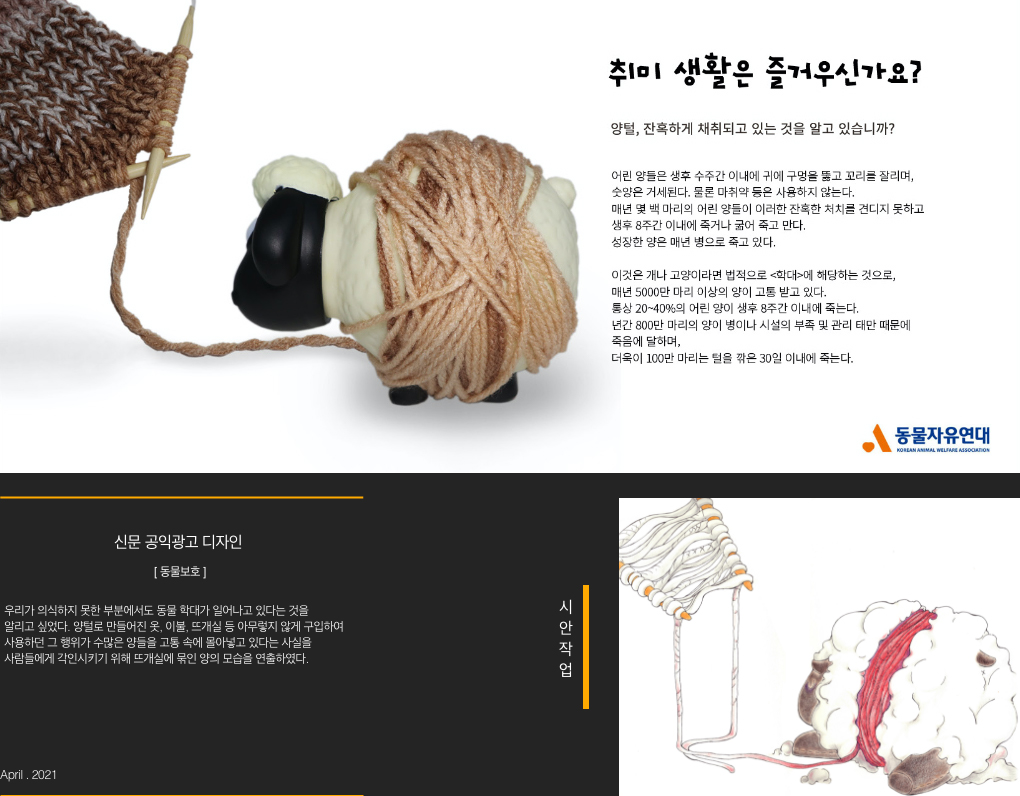 취미 생활은 즐거우신가요?
양털, 잔혹하게 채취되고 있는 것을 알고 있습니까?
어린 양들은 생후 수주간 이내에 귀에 구멍을 뚫고 꼬리를 잘리며,
숫양은 거세된다. 물론 마취약 등은 사용하지 않는다.
매년 몇 백 마리의 어린 양들이 이러한 잔혹한 처치를 견디지 못하고
생후 8주간 이내에 죽거나 굶어 죽고 만다.
성장한 양은 매년 병으로 죽고 있다.
이것은 개나 고양이라면 법적으로 <학대>에 해당하는 것으로,
매년 5000만 마리 이상의 양이 고통 받고 있다.
통상 20~40%의 어린 양이 생후 8주간 이내에 죽는다.
년간 800만 마리의 양이 병이나 시설의 부족 및 관리 태만 때문에
죽음에 달하며,
더욱이 100만 마리는 털을 깎은 30일 이내에 죽는다.
동물자유연대
KOREAN ANIMAL WELFARE ASSOCIATION
신문 공익광고 디자인
[ 동물보호 ]
우리가 의식하지 못한 부분에서도 동물 학대가 일어나고 있다는 것을
알리고 싶었다. 양털로 만들어진 옷, 이불, 뜨개실 등 아무렇지 않게 구입하여
사용하던 그 행위가 수많은 양들을 고통 속에 몰아넣고 있다는 사실을
사람들에게 각인시키기 위해 뜨개실에 묶인 양의 모습을 연출하였다.
시안작업
April . 2021